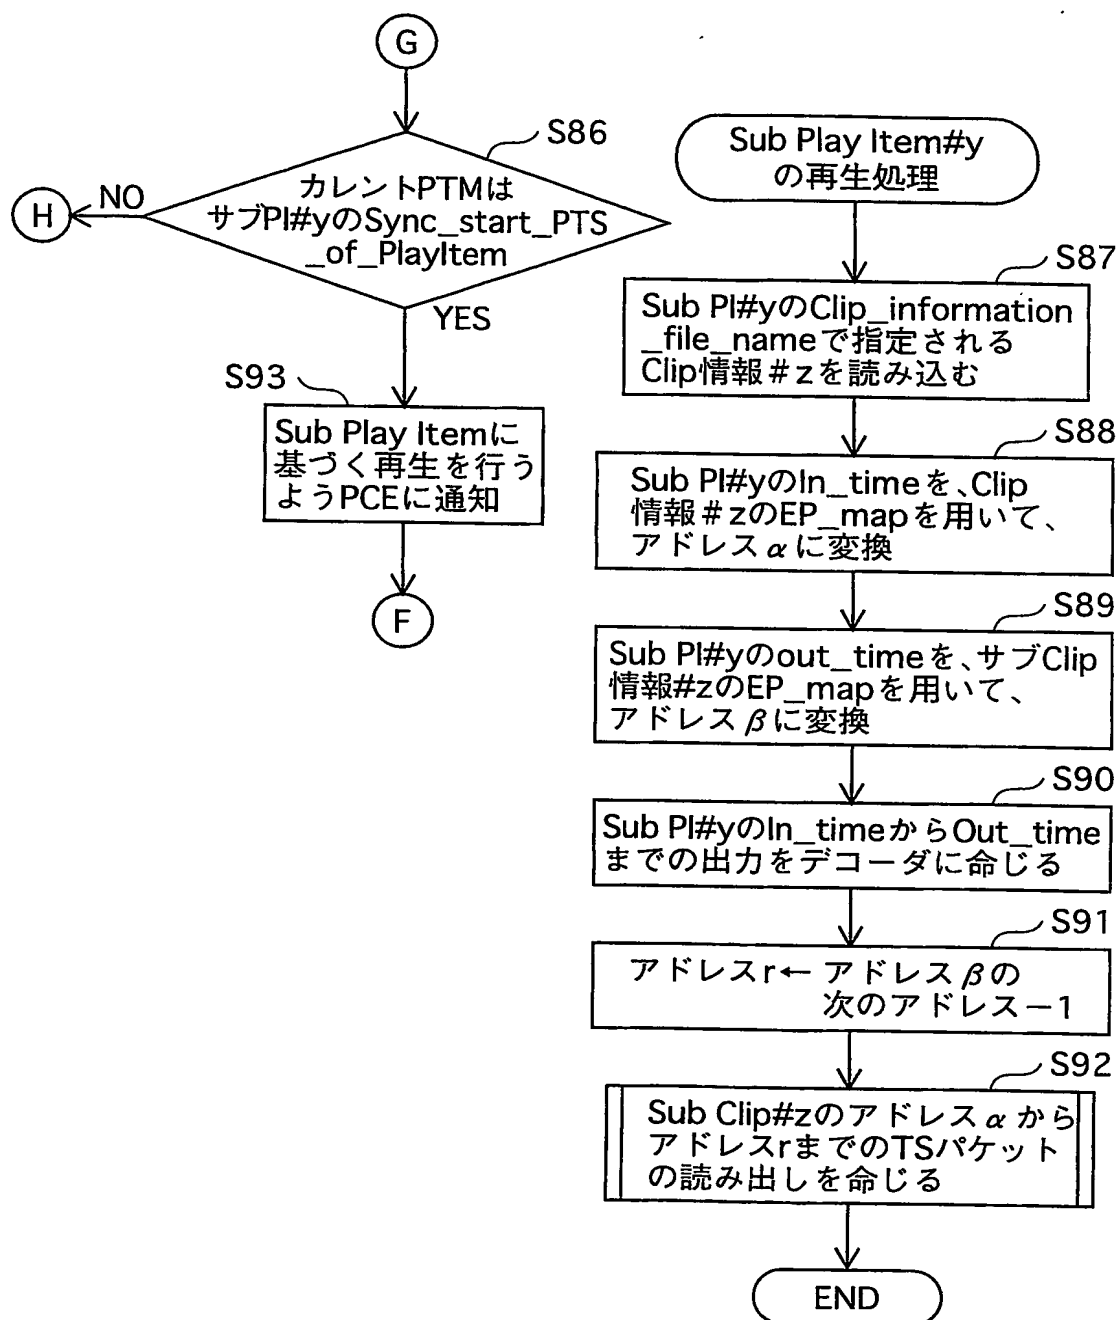 G
S86
カレントPTMは
サブPI#yのSync_start_PTS
_of_PlayItem
NO
H
YES
S93
Sub Play Itemに
基づく再生を行う
ようPCEに通知
F
Sub Play Item#y
の再生処理
S87
Sub PI#yのClip_information
_file_nameで指定される
Clip情報#zを読み込む
S88
Sub PI#yのIn_timeを、Clip
情報#zのEP_mapを用いて、
アドレスαに変換
S89
Sub PI#yのout_timeを、サブClip
情報#zのEP_mapを用いて、
アドレスβに変換
S90
Sub PI#yのIn_timeからOut_time
までの出力をデコーダに命じる
S91
アドレスr←アドレスβの
次のアドレス－1
S92
Sub Clip#zのアドレスαから
アドレスrまでのTSパケット
の読み出しを命じる
END